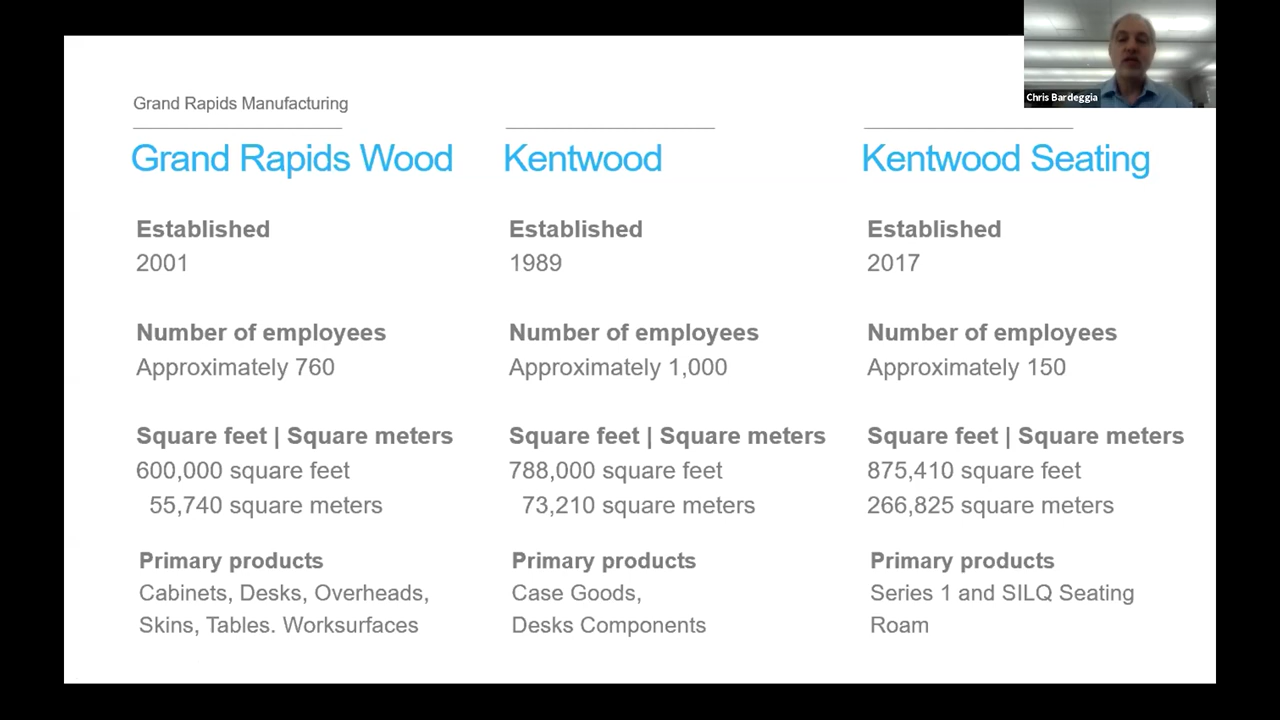 Chris Bardeggia
Grand Rapids Manufacturing
Grand Rapids Wood
Established
2001
Number of employees
Approximately 760
Square feet | Square meters
600,000 square feet
55,740 square meters
Primary products
Cabinets, Desks, Overheads,
Skins, Tables. Worksurfaces
Kentwood
Established
1989
Number of employees
Approximately 1,000
Square feet | Square meters
788,000 square feet
73,210 square meters
Primary products
Case Goods,
Desks Components
Kentwood Seating
Established
2017
Number of employees
Approximately 150
Square feet | Square meters
875,410 square feet
266,825 square meters
Primary products
Series 1 and SILQ Seating
Roam